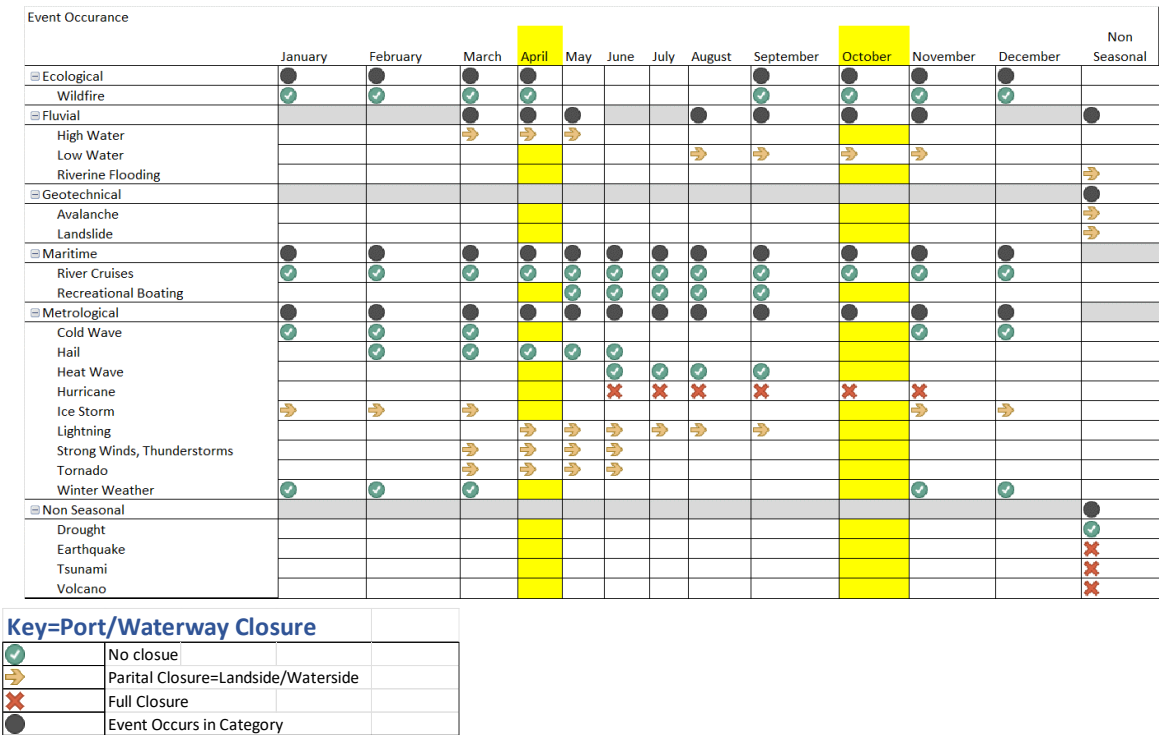 Event Occurance
Non
January February March April May June July August September October November December Seasonal
Ecological
Wildfire
Fluvial
High Water
Low Water
Riverine Flooding
Geotechnical
Avalanche
Landslide
Maritime
River Cruises
Recreational Boating
Metrological
Cold Wave
Hail
Heat Wave
Hurricane
Ice Storm
Lightning
Strong Winds, Thunderstorms
Tornado
Winter Weather
Non Seasonal
Drought
Earthquake
Tsunami
Volcano
Key=Port/Waterway Closure
No closue
Parital Closure=Landside/Waterside
Full Closure
Event Occurs in Category